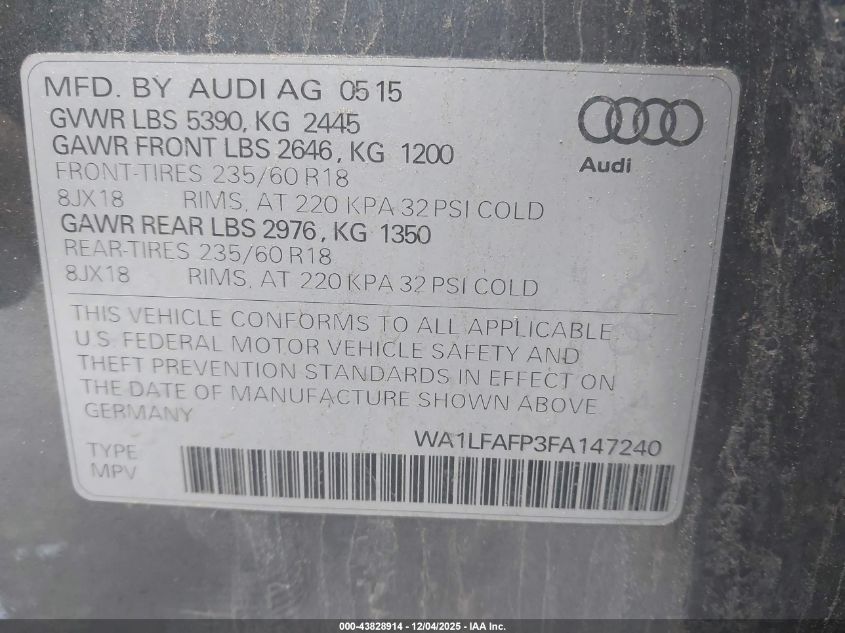 MFD. BY AUDI AG 05 15
GVWR LBS 5390, KG 2445
GAWR FRONT LBS 2646, KG 1200
FRONT-TIRES 235/60 R18
8JX18 RIMS, AT 220 KPA 32 PSI COLD
GAWR REAR LBS 2976, KG 1350
REAR-TIRES 235/60 R18
8JX18 RIMS, AT 220 KPA 32 PSI COLD
Audi
THIS VEHICLE CONFORMS TO ALL APPLICABLE
U.S. FEDERAL MOTOR VEHICLE SAFETY AND
THEFT PREVENTION STANDARDS IN EFFECT ON
THE DATE OF MANUFACTURE SHOWN ABOVE.
GERMANY
WA1LFAFP3FA147240
TYPE
MPV
000-43828914 - 12/04/2025 - IAA Inc.